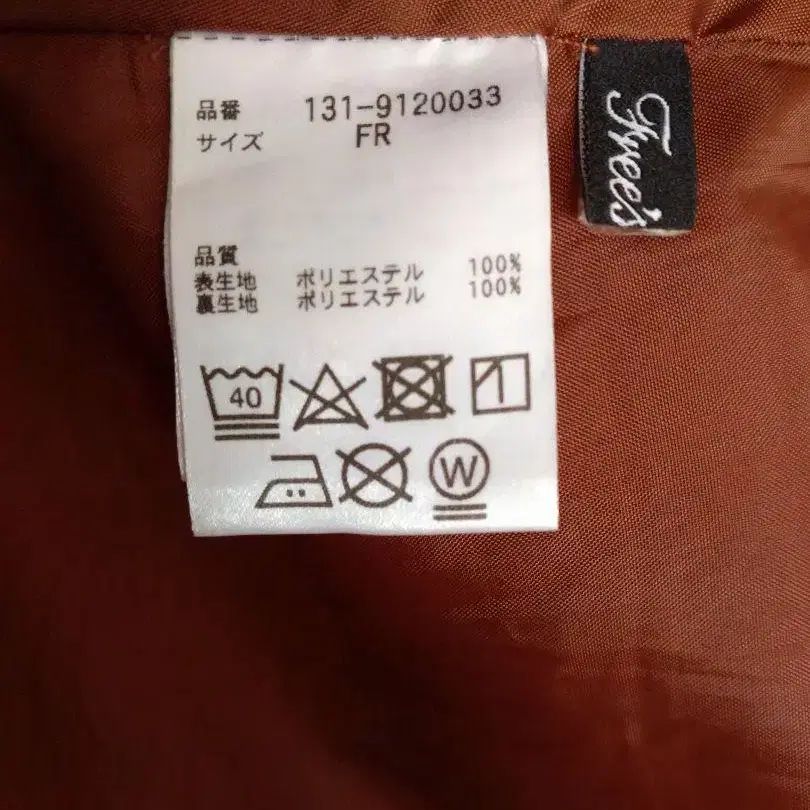 品番 131-9120033
サイズ FR
品質
表生地 ポリエステル 100%
裏生地 ポリエステル 100%
40
W
Free's